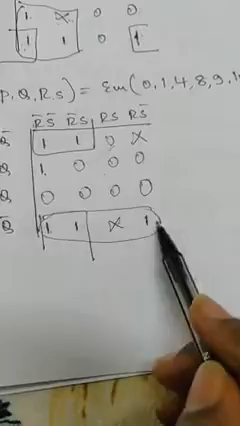 1 X 0 0
1 1 0 1
P,Q,R,S) = Σm(0,1,4,8,9,1
R̅S̅ R̅S RS RS̅
Q̅ 1 1 0 X
Q 1 0 0 0
Q 0 0 0 0
Q̅ 1 1 X 1